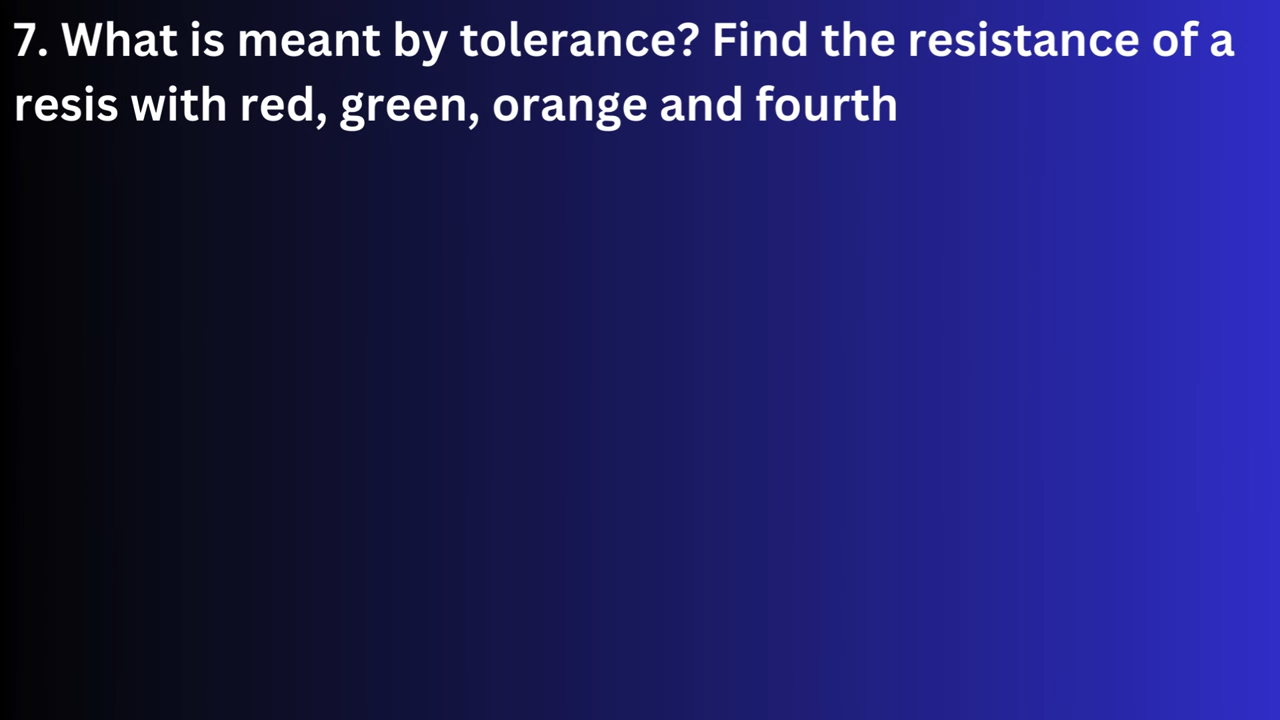 7. What is meant by tolerance? Find the resistance of a
resis with red, green, orange and fourth